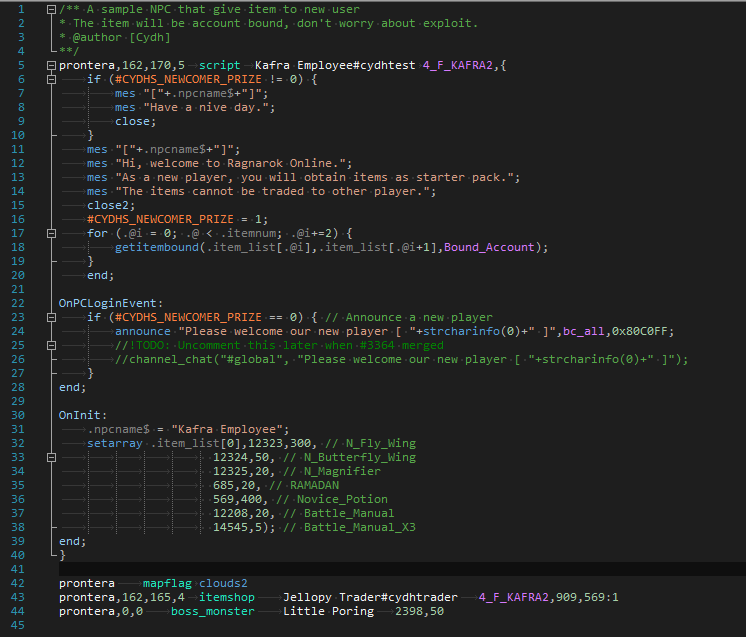 1 /** A sample NPC that give item to new user
2 * The item will be account bound, don't worry about exploit.
3 * @author [Cydh]
4 **/
5 prontera,162,170,5 script Kafra Employee#cydhtest 4_F_KAFRA2,{
6 if (#CYDHS_NEWCOMER_PRIZE != 0) {
7 mes "["+.npcname$+"]";
8 mes "Have a nive day.";
9 close;
10 }
11 mes "["+.npcname$+"]";
12 mes "Hi, welcome to Ragnarok Online.";
13 mes "As a new player, you will obtain items as starter pack.";
14 mes "The items cannot be traded to other player.";
15 close2;
16 #CYDHS_NEWCOMER_PRIZE = 1;
17 for (.@i = 0; .@ < .itemnum; .@i+=2) {
18 getitembound(.item_list[.@i],.item_list[.@i+1],Bound_Account);
19 }
20 end;
21
22 OnPCLoginEvent:
23 if (#CYDHS_NEWCOMER_PRIZE == 0) { // Announce a new player
24 announce "Please welcome our new player [ "+strcharinfo(0)+" ]",bc_all,0x80C0FF;
25 //!TODO: Uncomment this later when #3364 merged
26 //channel_chat("#global", "Please welcome our new player [ "+strcharinfo(0)+" ]");
27 }
28 end;
29
30 OnInit:
31 .npcname$ = "Kafra Employee";
32 setarray .item_list[0],12323,300, // N_Fly_Wing
33 12324,50, // N_Butterfly_Wing
34 12325,20, // N_Magnifier
35 685,20, // RAMADAN
36 569,400, // Novice_Potion
37 12208,20, // Battle_Manual
38 14545,5); // Battle_Manual_X3
39 end;
40 }
41
42 prontera mapflag clouds2
43 prontera,162,165,4 itemshop Jellopy Trader#cydhtrader 4_F_KAFRA2,909,569:1
44 prontera,0,0 boss_monster Little Poring 2398,50
45